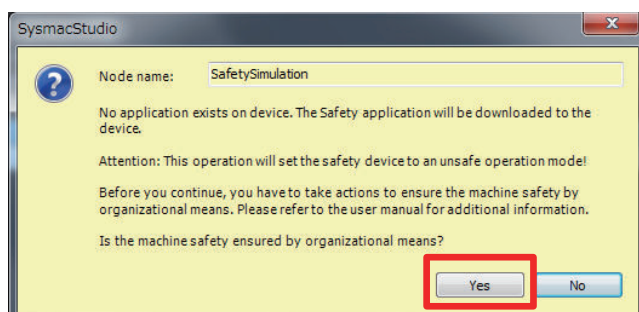 SysmacStudio
Node name: SafetySimulation
No application exists on device. The Safety application will be downloaded to the
device.
Attention: This operation will set the safety device to an unsafe operation mode!
Before you continue, you have to take actions to ensure the machine safety by
organizational means. Please refer to the user manual for additional information.
Is the machine safety ensured by organizational means?
Yes No